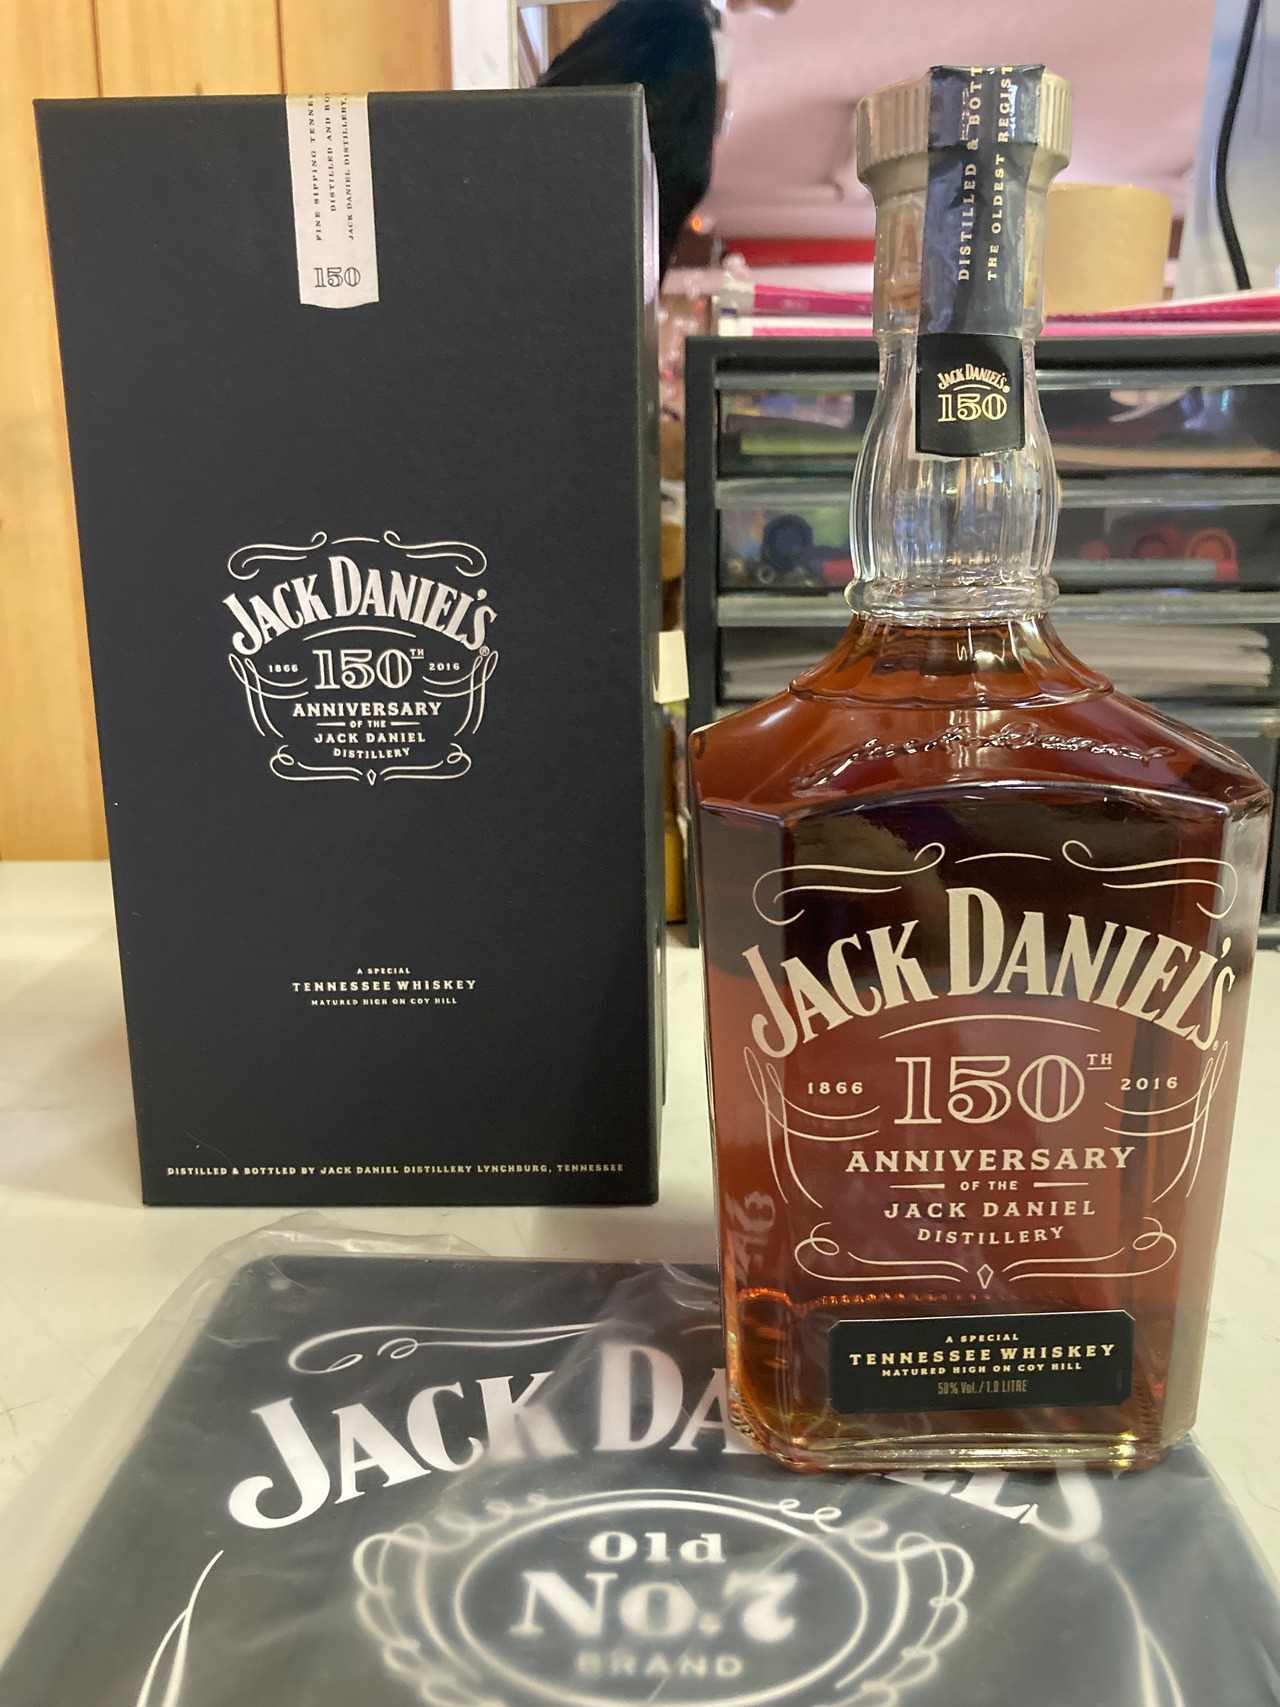 FINE SIPPING TENNES
DISTILLED AND BO
JACK DANIEL DISTILLERY,
150
JACK DANIEL'S®
1866 150TH 2016
ANNIVERSARY
OF THE
JACK DANIEL
DISTILLERY
A SPECIAL
TENNESSEE WHISKEY
MATURED HIGH ON COY HILL
DISTILLED & BOTTLED BY JACK DANIEL DISTILLERY LYNCHBURG, TENNESSEE
DISTILLED & BOTT
THE OLDEST REGIST
JACK DANIEL'S®
150
Jack Daniel
JACK DANIEL'S®
1866 150TH 2016
ANNIVERSARY
OF THE
JACK DANIEL
DISTILLERY
A SPECIAL
TENNESSEE WHISKEY
MATURED HIGH ON COY HILL
50% Vol. / 1.0 LITRE
JACK DA
Old
No.7
BRAND